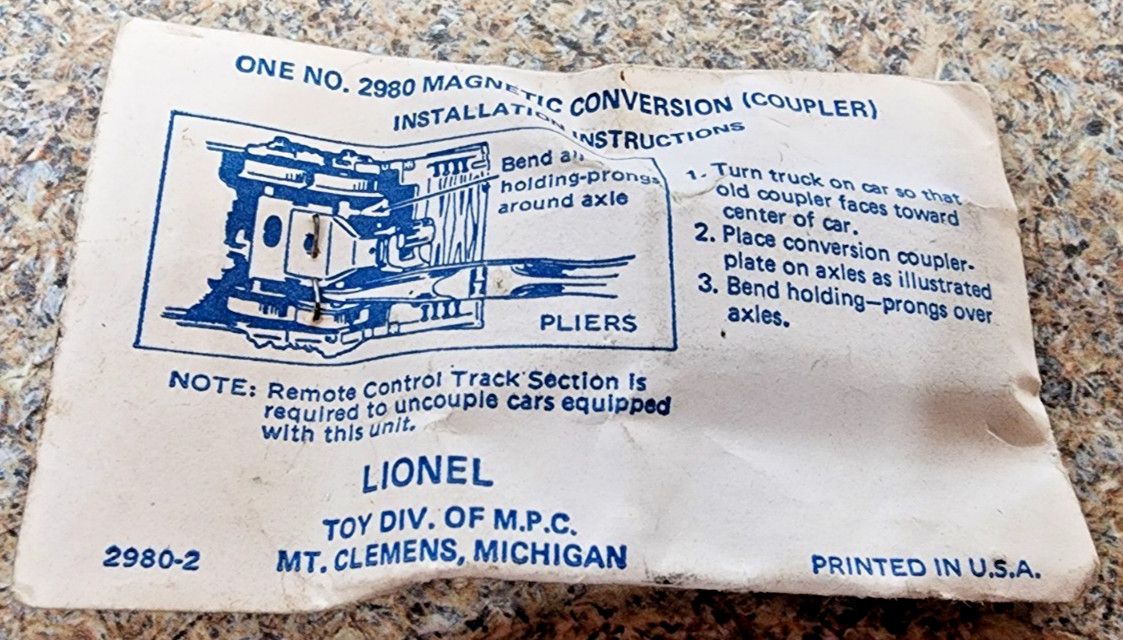 ONE NO. 2980 MAGNETIC CONVERSION (COUPLER)
INSTALLATION INSTRUCTIONS
Bend
holding-prongs
around axle
PLIERS
1. Turn truck on car so that
old coupler faces toward
center of car.
2. Place conversion coupler-
plate on axles as illustrated
3. Bend holding-prongs over
axles.
NOTE: Remote Control Track Section is
required to uncouple cars equipped
with this unit.
LIONEL
TOY DIV. OF M.P.C.
MT. CLEMENS, MICHIGAN
2980-2
PRINTED IN U.S.A.